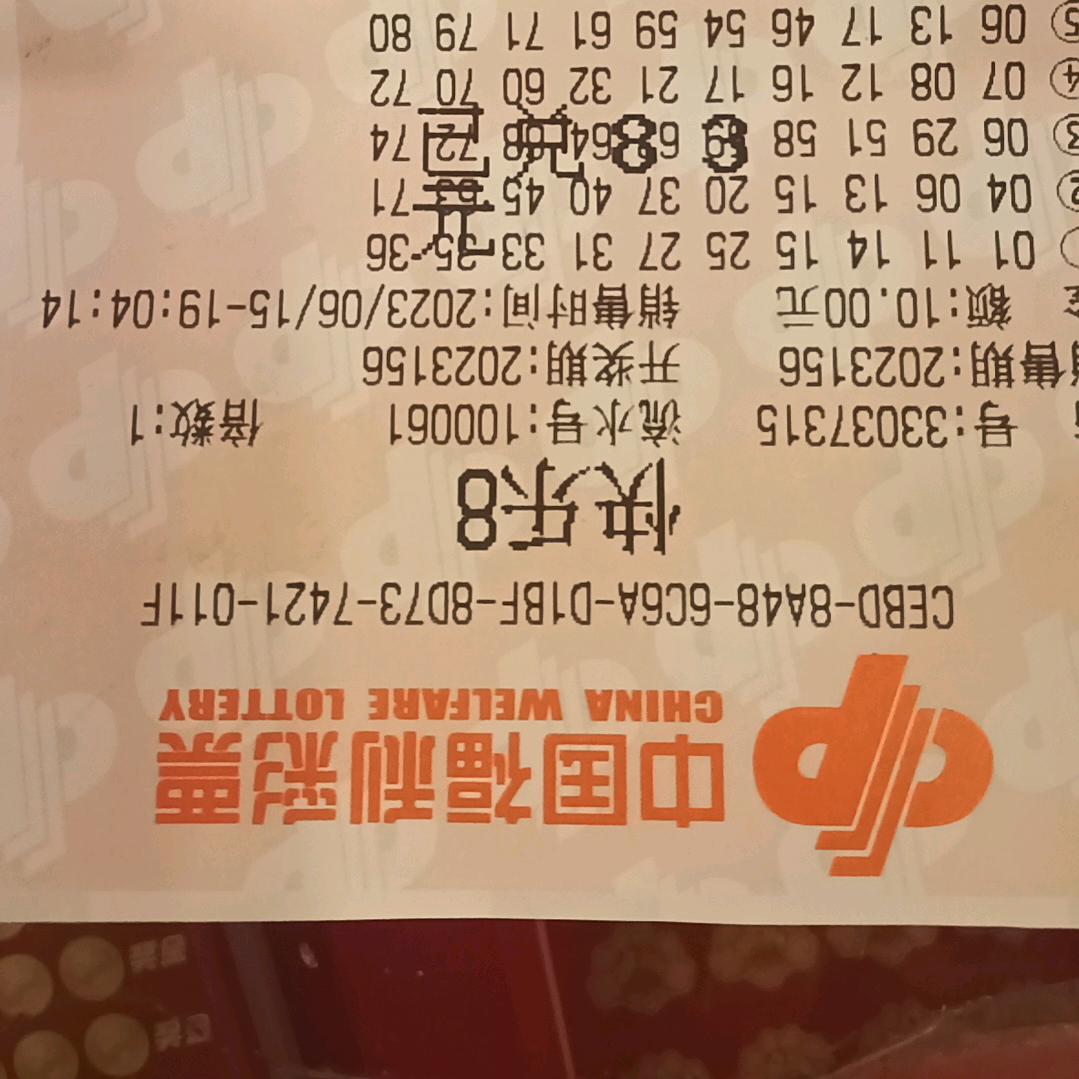 中国福利彩票
CHINA WELFARE LOTTERY
CEBD-8A48-6C6A-D1BF-8D73-7421-011F
快乐8
号:33037315 流水号:100061 倍数:1
售期:2023156 开奖期:2023156
额:10.00元 销售时间:2023/06/15-19:04:14
01 11 14 15 25 27 31 33 35 36
② 04 06 13 15 20 37 40 45 63 71
③ 06 29 51 58 64 68 72 74
④ 07 08 12 16 17 21 32 60 70 72
⑤ 06 13 17 46 54 59 61 71 79 80